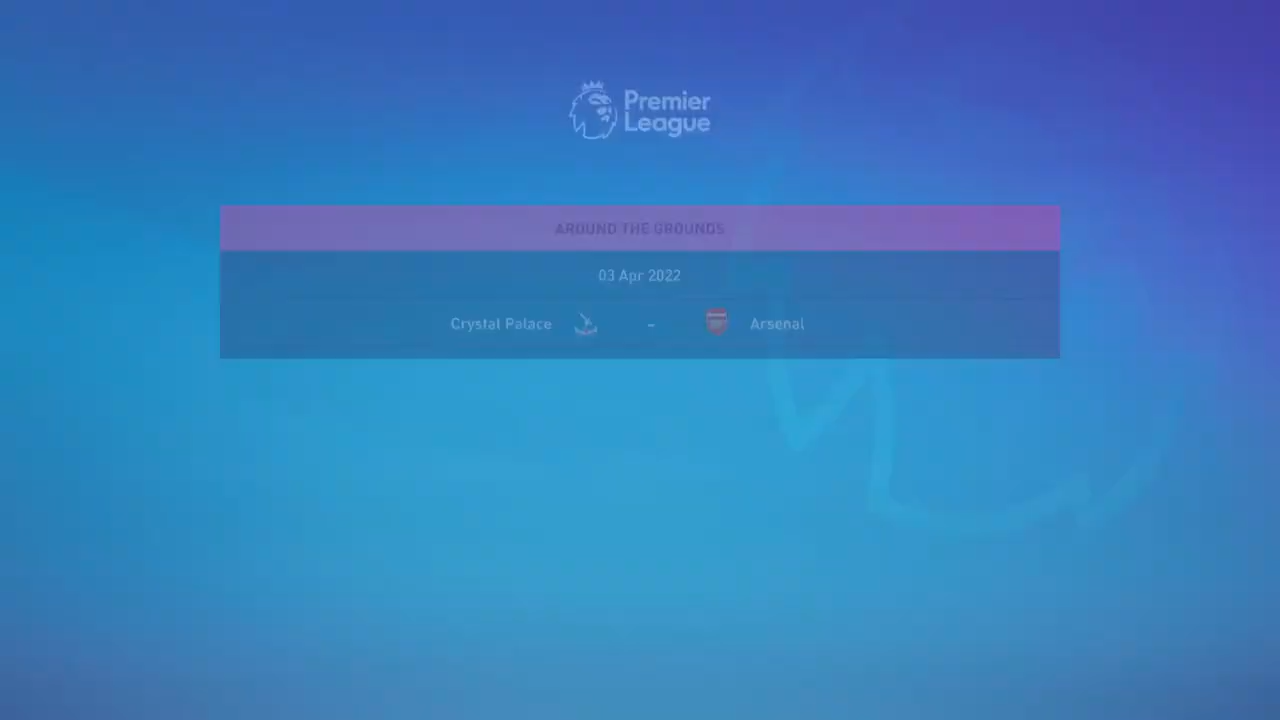 Premier
League
AROUND THE GROUNDS
03 Apr 2022
Crystal Palace - Arsenal